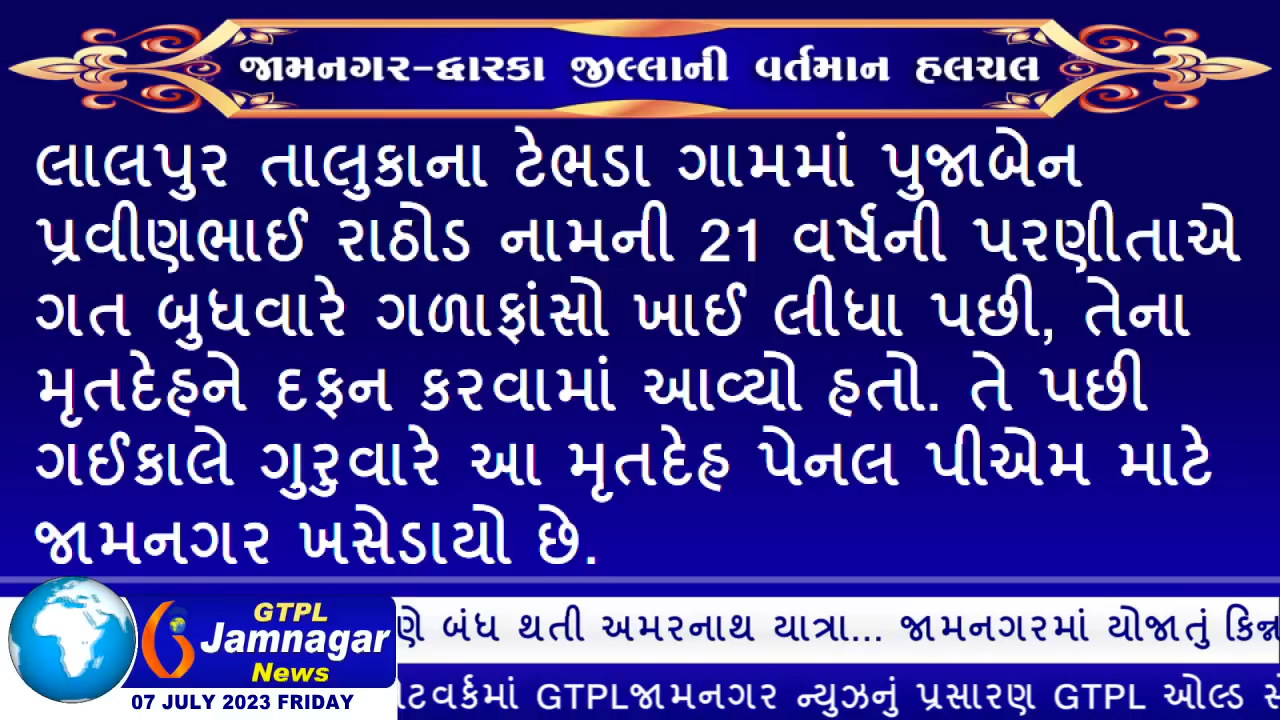 જામનગર-દ્વારકા જીલ્લાની વર્તમાન હલચલ
લાલપુર તાલુકાના ટેભડા ગામમાં પુજાબેન
પ્રવીણભાઈ રાઠોડ નામની 21 વર્ષની પરણીતાએ
ગત બુધવારે ગળાફાંસો ખાઈ લીધા પછી, તેના
મૃતદેહને દફન કરવામાં આવ્યો હતો. તે પછી
ગઈકાલે ગુરુવારે આ મૃતદેહ પેનલ પીએમ માટે
જામનગર ખસેડાયો છે.
GTPL
Jamnagar
News
07 JULY 2023 FRIDAY
બંધ થતી અમરનાથ યાત્રા... જામનગરમાં યોજાતું
GTPLજામનગર ન્યુઝનું પ્રસારણ GTPL ઓલ્ડ